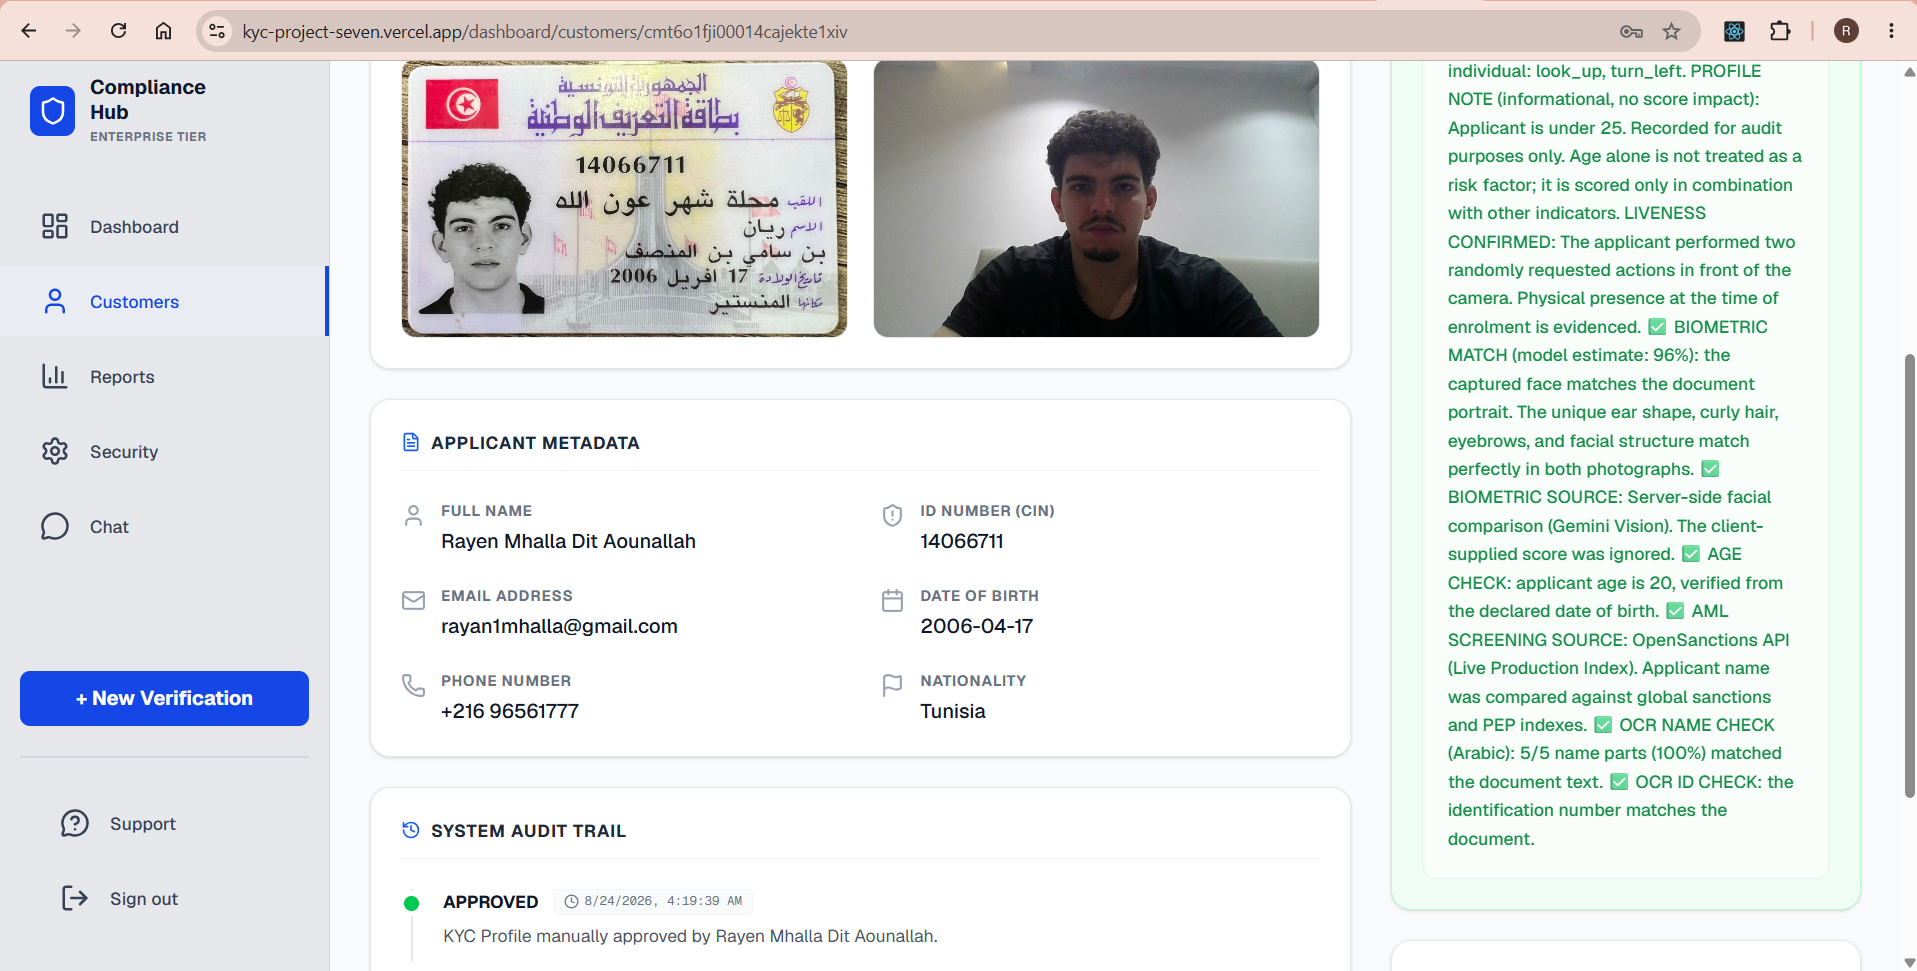 kyc-project-seven.vercel.app/dashboard/customers/cmt6o1fji00014cajekte1xiv
R
Compliance
Hub
ENTERPRISE TIER
Dashboard
Customers
Reports
Security
Chat
+ New Verification
Support
Sign out
الجمهورية التونسية
بطاقة التعريف الوطنية
14066711
اللقب محلة شهر عون الله
الاسم ريان
بن سامي بن المنصف
تاريخ الولادة 17 افريل 2006
مكانها المنستير
APPLICANT METADATA
FULL NAME
Rayen Mhalla Dit Aounallah
ID NUMBER (CIN)
14066711
EMAIL ADDRESS
rayan1mhalla@gmail.com
DATE OF BIRTH
2006-04-17
PHONE NUMBER
+216 96561777
NATIONALITY
Tunisia
SYSTEM AUDIT TRAIL
APPROVED
8/24/2026, 4:19:39 AM
KYC Profile manually approved by Rayen Mhalla Dit Aounallah.
individual: look_up, turn_left. PROFILE
NOTE (informational, no score impact):
Applicant is under 25. Recorded for audit
purposes only. Age alone is not treated as a
risk factor; it is scored only in combination
with other indicators. LIVENESS
CONFIRMED: The applicant performed two
randomly requested actions in front of the
camera. Physical presence at the time of
enrolment is evidenced. ✅ BIOMETRIC
MATCH (model estimate: 96%): the
captured face matches the document
portrait. The unique ear shape, curly hair,
eyebrows, and facial structure match
perfectly in both photographs. ✅
BIOMETRIC SOURCE: Server-side facial
comparison (Gemini Vision). The client-
supplied score was ignored. ✅ AGE
CHECK: applicant age is 20, verified from
the declared date of birth. ✅ AML
SCREENING SOURCE: OpenSanctions API
(Live Production Index). Applicant name
was compared against global sanctions
and PEP indexes. ✅ OCR NAME CHECK
(Arabic): 5/5 name parts (100%) matched
the document text. ✅ OCR ID CHECK: the
identification number matches the
document.